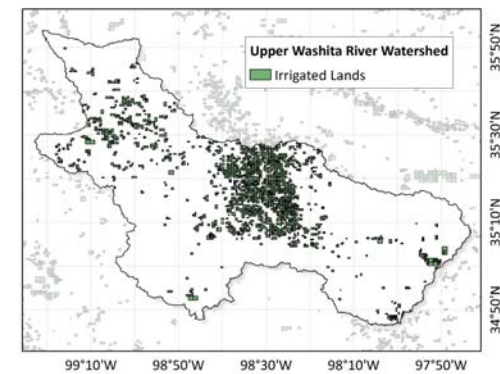 Upper Washita River Watershed
Irrigated Lands
35°50'N
35°30'N
35°10'N
34°50'N
99°10'W 98°50'W 98°30'W 98°10'W 97°50'W